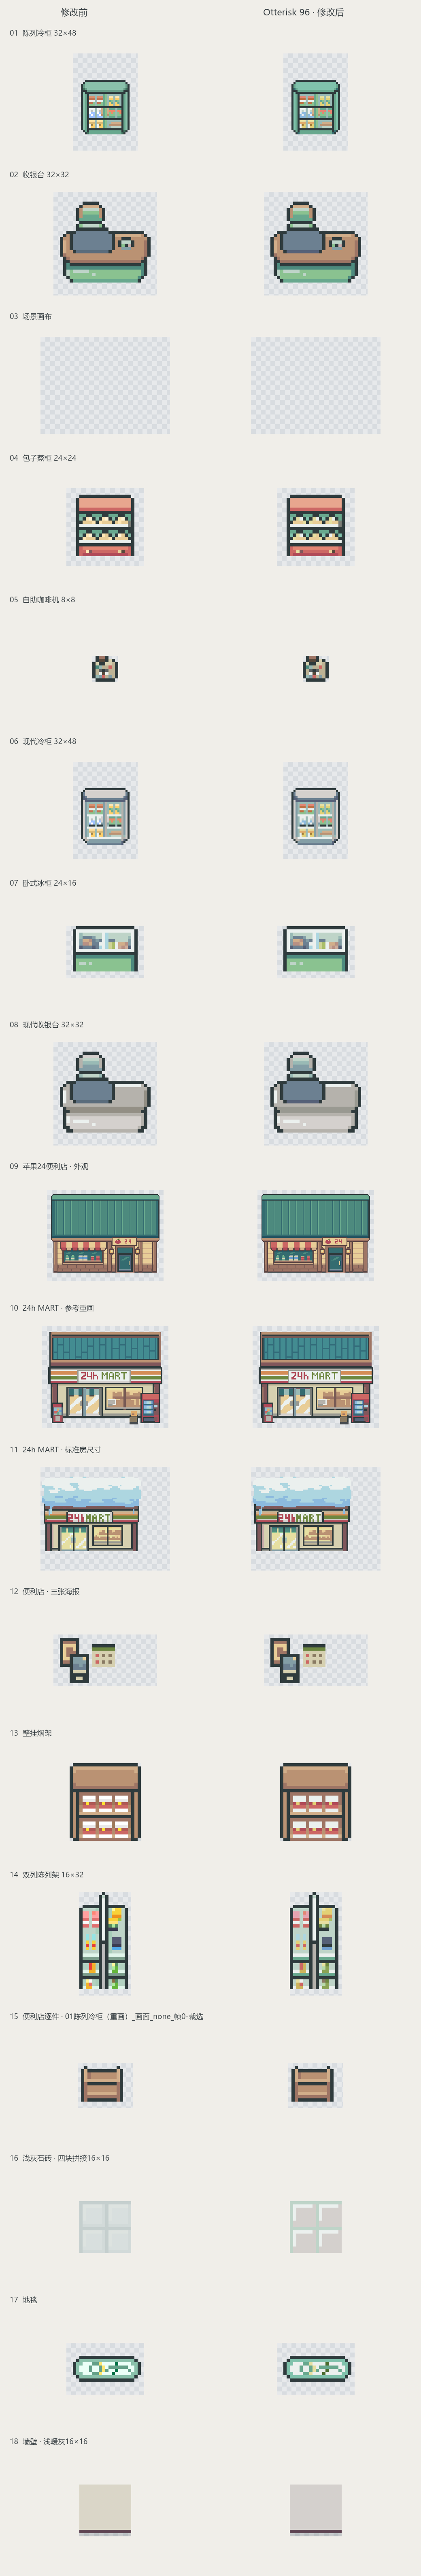 修改前 Otterisk 96 · 修改后
01 陈列冷柜 32×48
02 收银台 32×32
03 场景画布
04 包子蒸柜 24×24
05 自助咖啡机 8×8
06 现代冷柜 32×48
07 卧式冰柜 24×16
08 现代收银台 32×32
09 苹果24便利店 · 外观
24 24
10 24h MART · 参考重画
24h MART 24h MART
11 24h MART · 标准房尺寸
24hMART 24hMART
12 便利店 · 三张海报
13 壁挂烟架
14 双列陈列架 16×32
15 便利店逐件 · 01陈列冷柜（重画）_画面_none_帧0-裁选
16 浅灰石砖 · 四块拼接16×16
17 地毯
18 墙壁 · 浅暖灰16×16